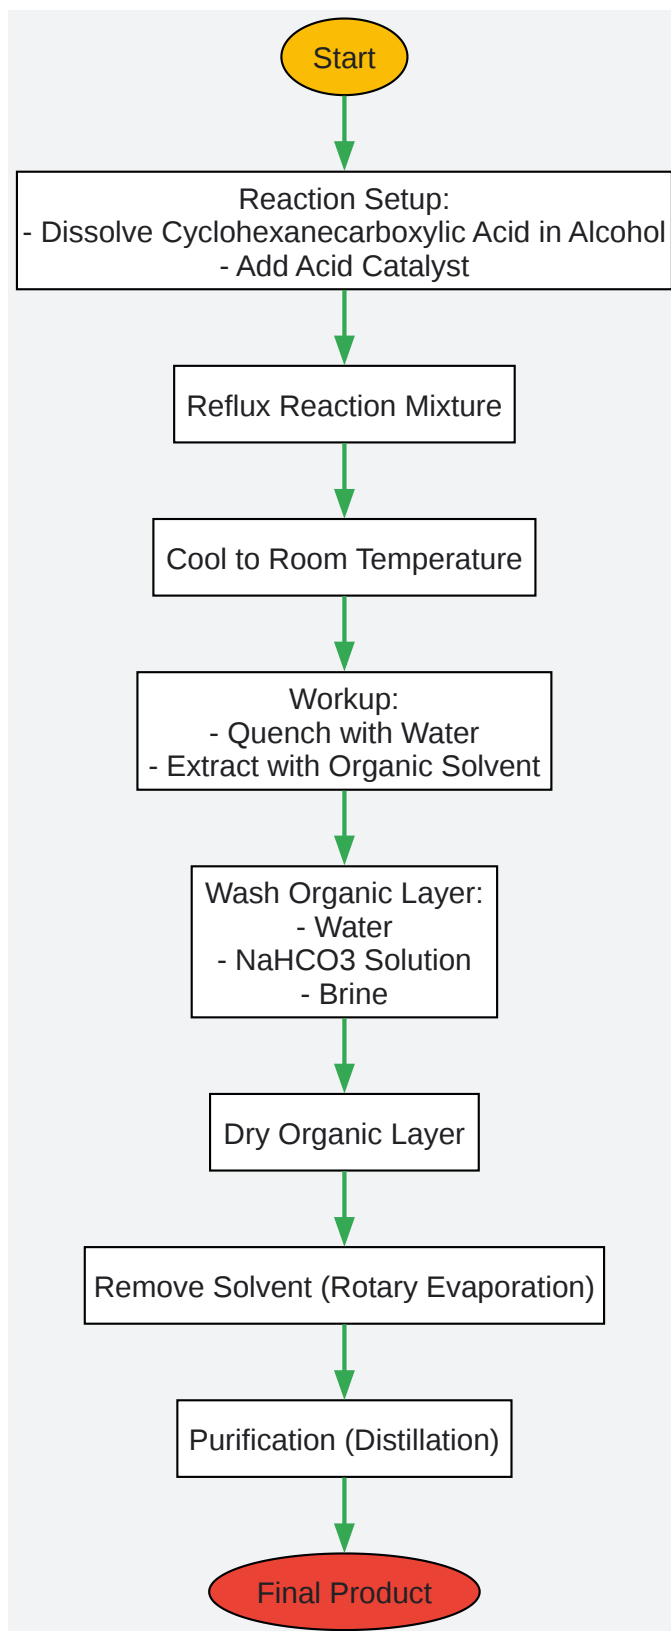 Start
Reaction Setup:
- Dissolve Cyclohexanecarboxylic Acid in Alcohol
- Add Acid Catalyst
Reflux Reaction Mixture
Cool to Room Temperature
Workup:
- Quench with Water
- Extract with Organic Solvent
Wash Organic Layer:
- Water
- NaHCO3 Solution
- Brine
Dry Organic Layer
Remove Solvent (Rotary Evaporation)
Purification (Distillation)
Final Product